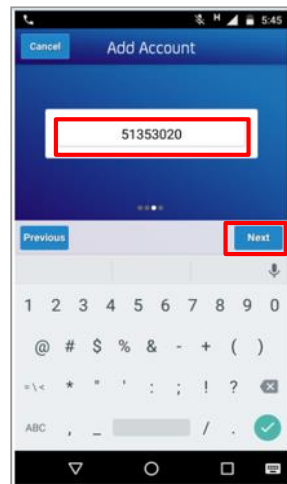 H 5:45
Cancel Add Account
51353020
Previous Next
1 2 3 4 5 6 7 8 9 0
@ # $ % & - + ( )
=\< * " ' : ; ! ?
ABC , _ / .